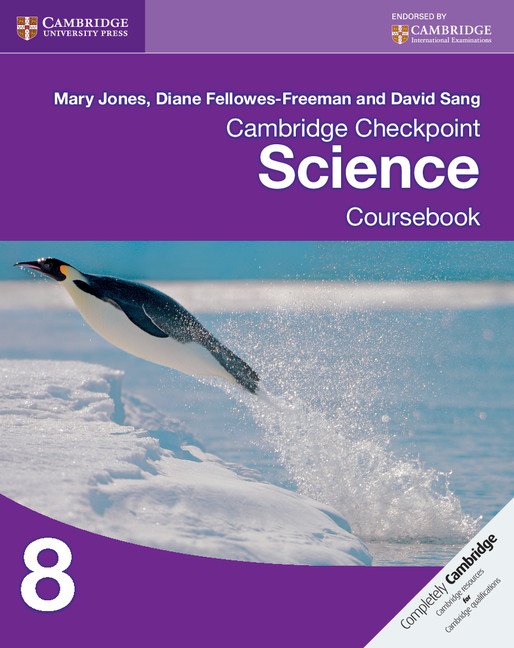 CAMBRIDGE
UNIVERSITY PRESS
ENDORSED BY
CAMBRIDGE
International Examinations
Mary Jones, Diane Fellowes-Freeman and David Sang
Cambridge Checkpoint
Science
Coursebook
8
Completely Cambridge
Cambridge resources
for
Cambridge qualifications